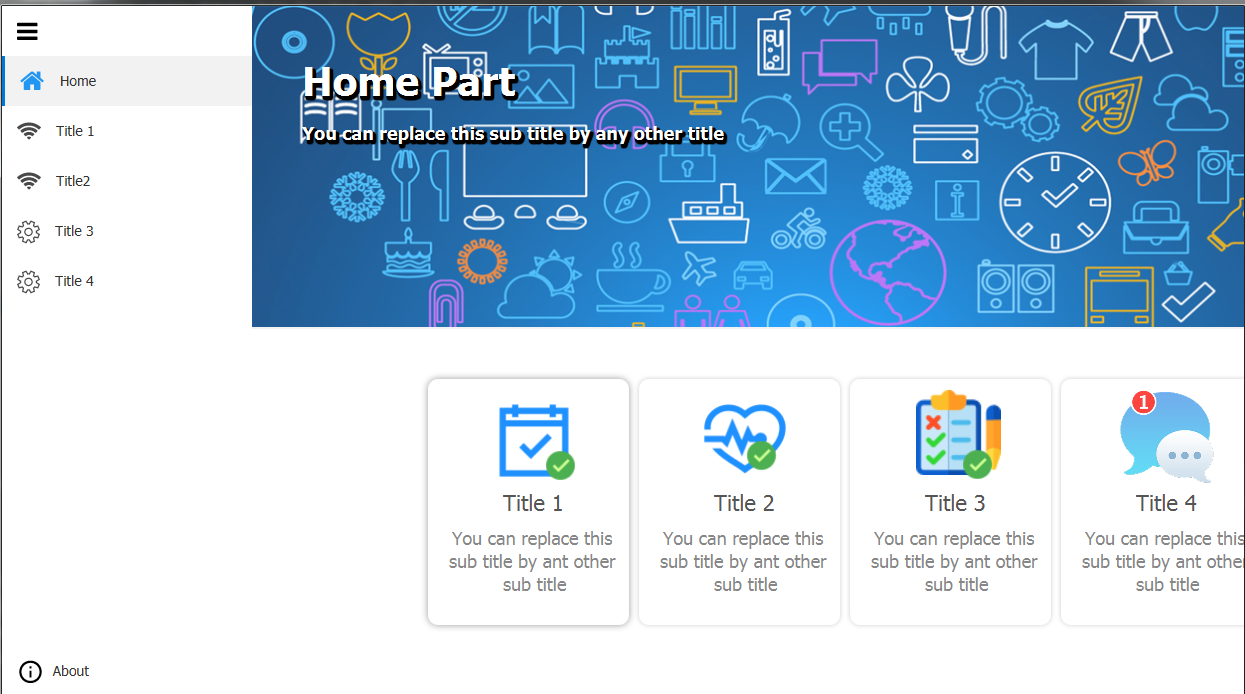 Home
Title 1
Title2
Title 3
Title 4
About
Home Part
You can replace this sub title by any other title
Title 1
You can replace this
sub title by ant other
sub title
Title 2
You can replace this
sub title by ant other
sub title
Title 3
You can replace this
sub title by ant other
sub title
1
Title 4
You can replace this
sub title by ant other
sub title